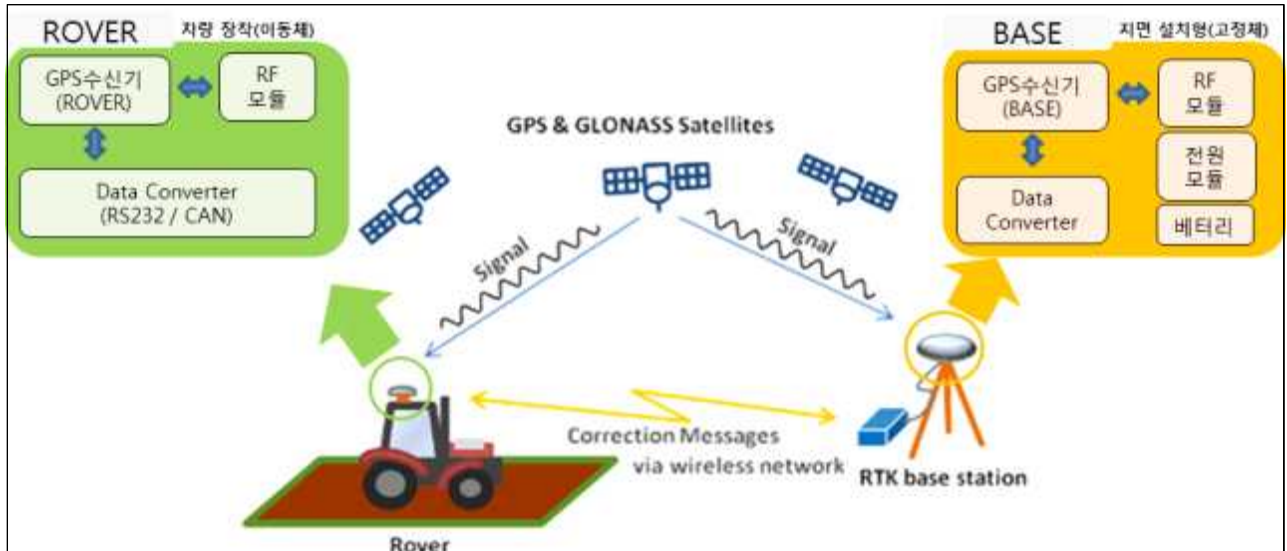 ROVER 차량 장착(이동체)
GPS수신기
(ROVER)
RF
모듈
Data Converter
(RS232 / CAN)
BASE 지면 설치형(고정체)
GPS수신기
(BASE)
RF
모듈
전원
모듈
Data
Converter
베터리
GPS & GLONASS Satellites
Signal
Signal
Correction Messages
via wireless network
RTK base station
Rover